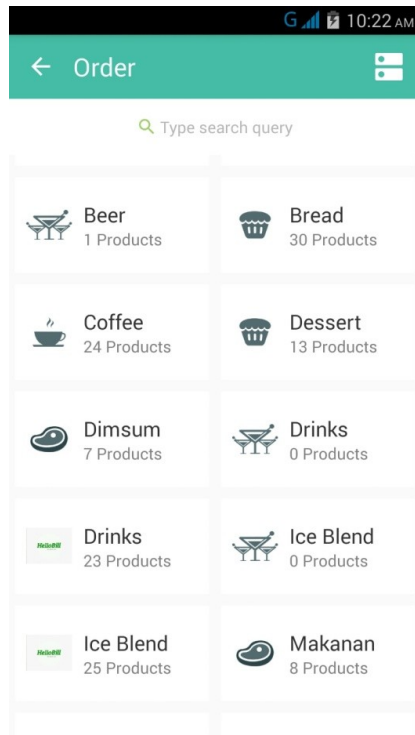 G 10:22 AM
Order
Type search query
Beer
1 Products
Bread
30 Products
Coffee
24 Products
Dessert
13 Products
Dimsum
7 Products
Drinks
0 Products
HelloBill
Drinks
23 Products
Ice Blend
0 Products
HelloBill
Ice Blend
25 Products
Makanan
8 Products